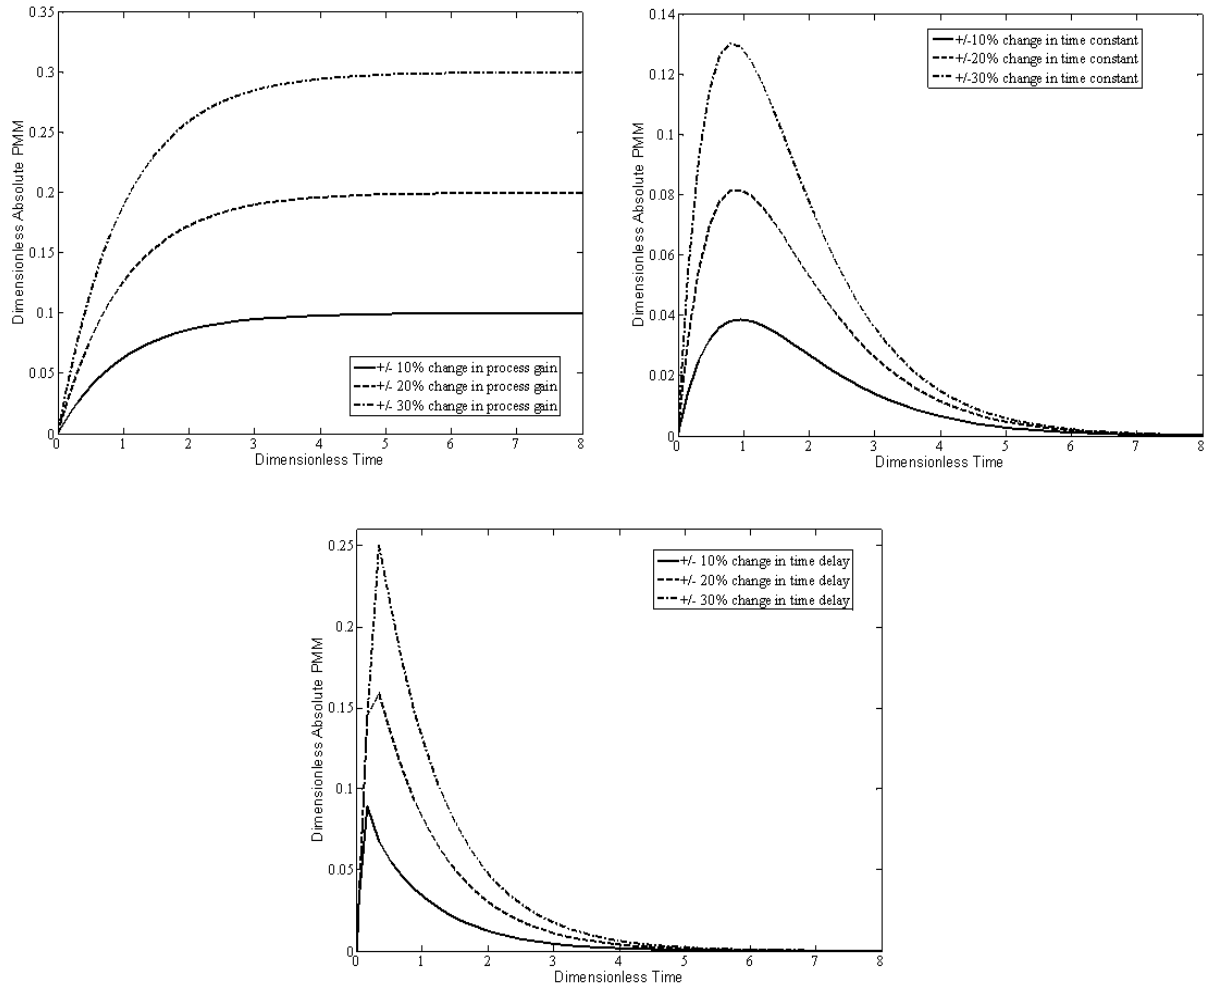 0.35
0.3
0.25
0.2
0.15
0.1
0.05
0
Dimensionless Absolute PMM
+/- 10% change in process gain
+/- 20% change in process gain
+/- 30% change in process gain
0 1 2 3 4 5 6 7 8
Dimensionless Time
0.14
0.12
0.1
0.08
0.06
0.04
0.02
0
Dimensionless Absolute PMM
+/-10% change in time constant
+/-20% change in time constant
+/-30% change in time constant
0 1 2 3 4 5 6 7 8
Dimensionless Time
0.25
0.2
0.15
0.1
0.05
0
Dimensionless Absolute PMM
+/- 10% change in time delay
+/- 20% change in time delay
+/- 30% change in time delay
0 1 2 3 4 5 6 7 8
Dimensionless Time